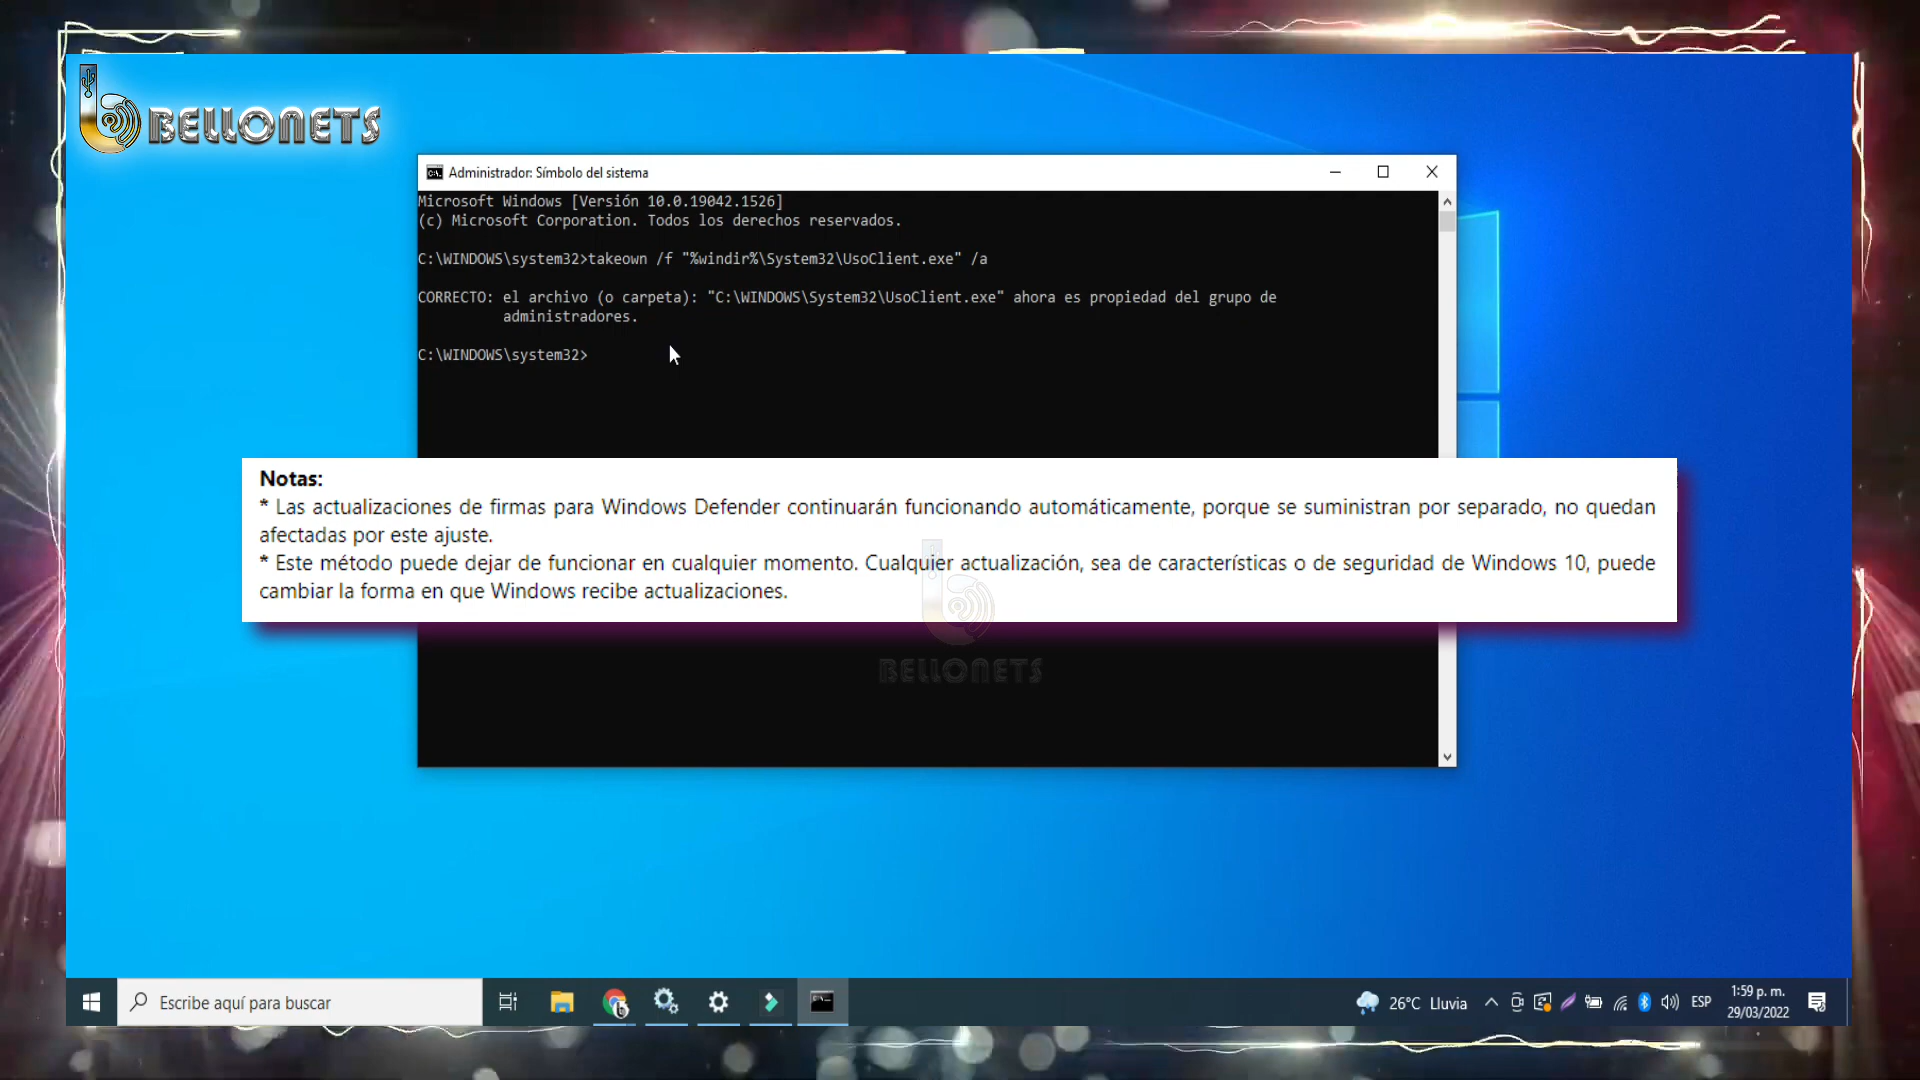 BELLONETS
Administrador: Símbolo del sistema
Microsoft Windows [Versión 10.0.19042.1526]
(c) Microsoft Corporation. Todos los derechos reservados.
C:\WINDOWS\system32>takeown /f "%windir%\System32\UsoClient.exe" /a
CORRECTO: el archivo (o carpeta): "C:\WINDOWS\System32\UsoClient.exe" ahora es propiedad del grupo de
administradores.
C:\WINDOWS\system32>
Notas:
* Las actualizaciones de firmas para Windows Defender continuarán funcionando automáticamente, porque se suministran por separado, no quedan
afectadas por este ajuste.
* Este método puede dejar de funcionar en cualquier momento. Cualquier actualización, sea de características o de seguridad de Windows 10, puede
cambiar la forma en que Windows recibe actualizaciones.
BELLONETS
Escribe aquí para buscar
26°C Lluvia
ESP
1:59 p. m.
29/03/2022